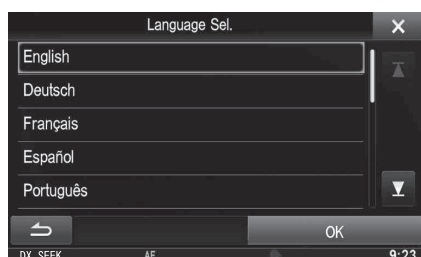 Language Sel.
English
Deutsch
Français
Español
Português
OK
DX SEEK AF 9:23